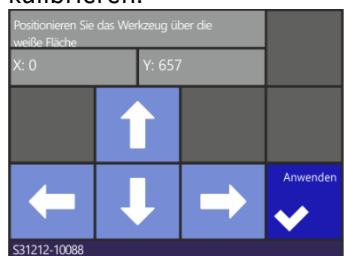 kalibrieren.
Positionieren Sie das Werkzeug über die
weiße Fläche
X: 0
Y: 657
Anwenden
S31212-10088